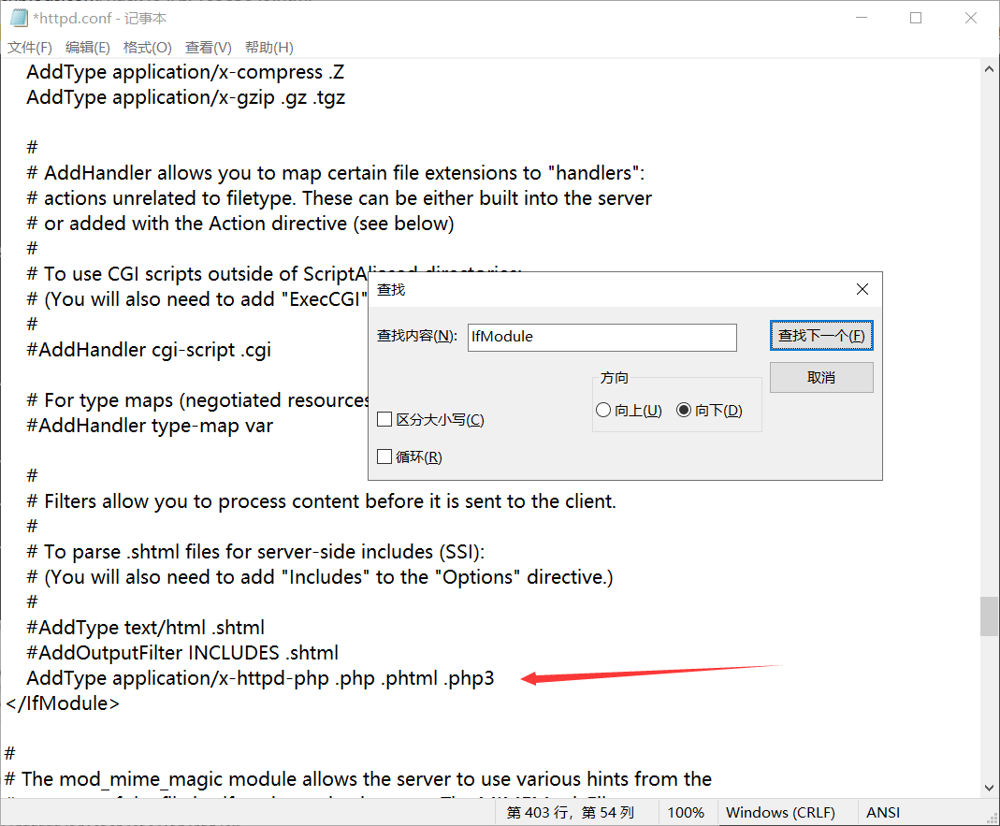 *httpd.conf - 记事本
文件(F) 编辑(E) 格式(O) 查看(V) 帮助(H)
AddType application/x-compress .Z
AddType application/x-gzip .gz .tgz
#
# AddHandler allows you to map certain file extensions to "handlers":
# actions unrelated to filetype. These can be either built into the server
# or added with the Action directive (see below)
#
# To use CGI scripts outside of ScriptAliased directories:
# (You will also need to add "ExecCGI"
#
#AddHandler cgi-script .cgi
# For type maps (negotiated resources
#AddHandler type-map var
#
# Filters allow you to process content before it is sent to the client.
#
# To parse .shtml files for server-side includes (SSI):
# (You will also need to add "Includes" to the "Options" directive.)
#
#AddType text/html .shtml
#AddOutputFilter INCLUDES .shtml
AddType application/x-httpd-php .php .phtml .php3
</IfModule>
#
# The mod_mime_magic module allows the server to use various hints from the
查找
查找内容(N): IfModule 查找下一个(F)
取消
方向
向上(U) 向下(D)
区分大小写(C)
循环(R)
第 403 行，第 54 列 100% Windows (CRLF) ANSI